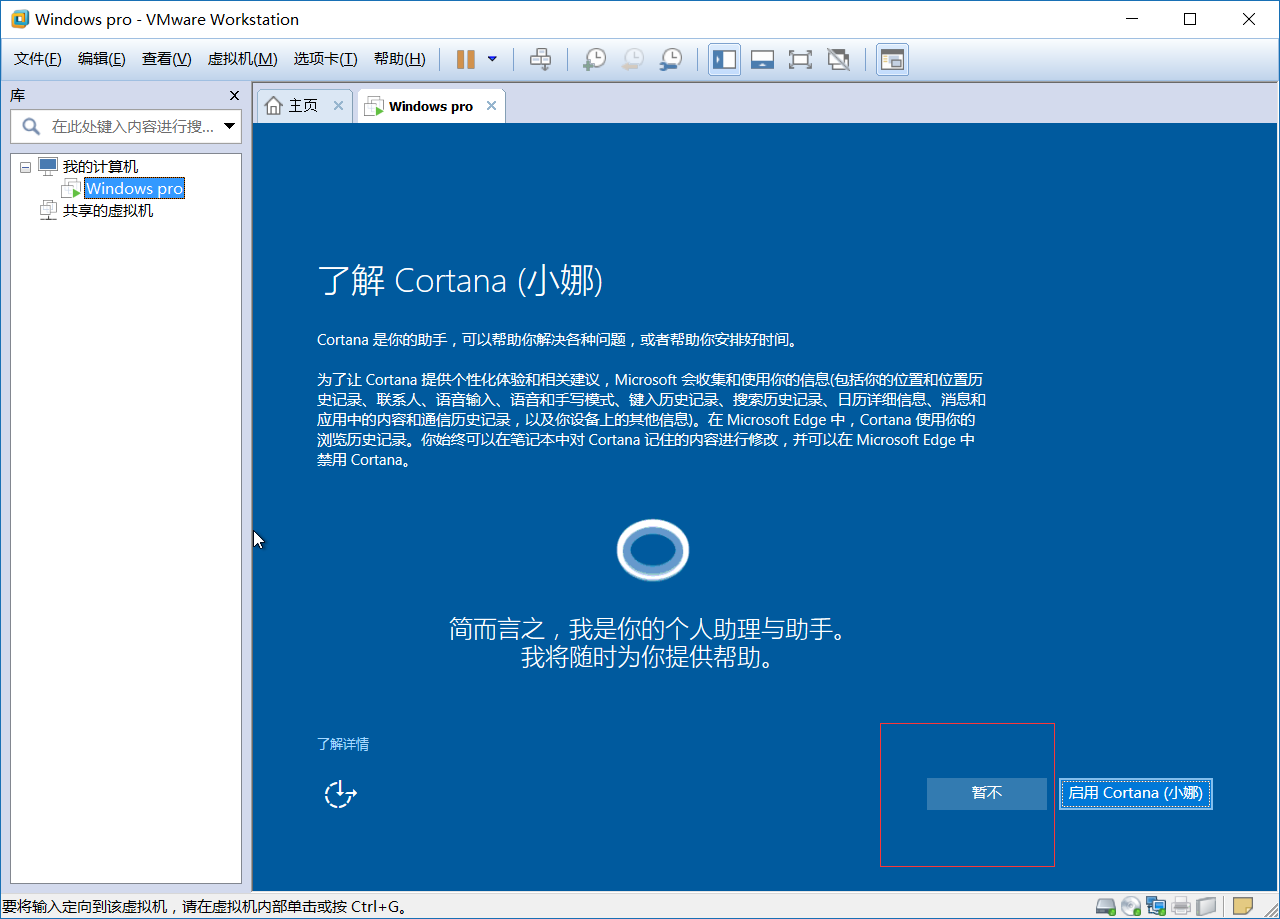 Windows pro - VMware Workstation
文件(F) 编辑(E) 查看(V) 虚拟机(M) 选项卡(T) 帮助(H)
库
在此处键入内容进行搜...
我的计算机
Windows pro
共享的虚拟机
主页
Windows pro
了解 Cortana (小娜)
Cortana 是你的助手，可以帮助你解决各种问题，或者帮助你安排好时间。
为了让 Cortana 提供个性化体验和相关建议，Microsoft 会收集和使用你的信息(包括你的位置和位置历
史记录、联系人、语音输入、语音和手写模式、键入历史记录、搜索历史记录、日历详细信息、消息和
应用中的内容和通信历史记录，以及你设备上的其他信息)。在 Microsoft Edge 中，Cortana 使用你的
浏览历史记录。你始终可以在笔记本中对 Cortana 记住的内容进行修改，并可以在 Microsoft Edge 中
禁用 Cortana。
简而言之，我是你的个人助理与助手。
我将随时为你提供帮助。
了解详情
暂不
启用 Cortana (小娜)
要将输入定向到该虚拟机，请在虚拟机内部单击或按 Ctrl+G。